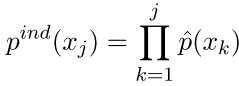 p^{ind}(x_j) = \prod_{k=1}^{j} \hat{p}(x_k)